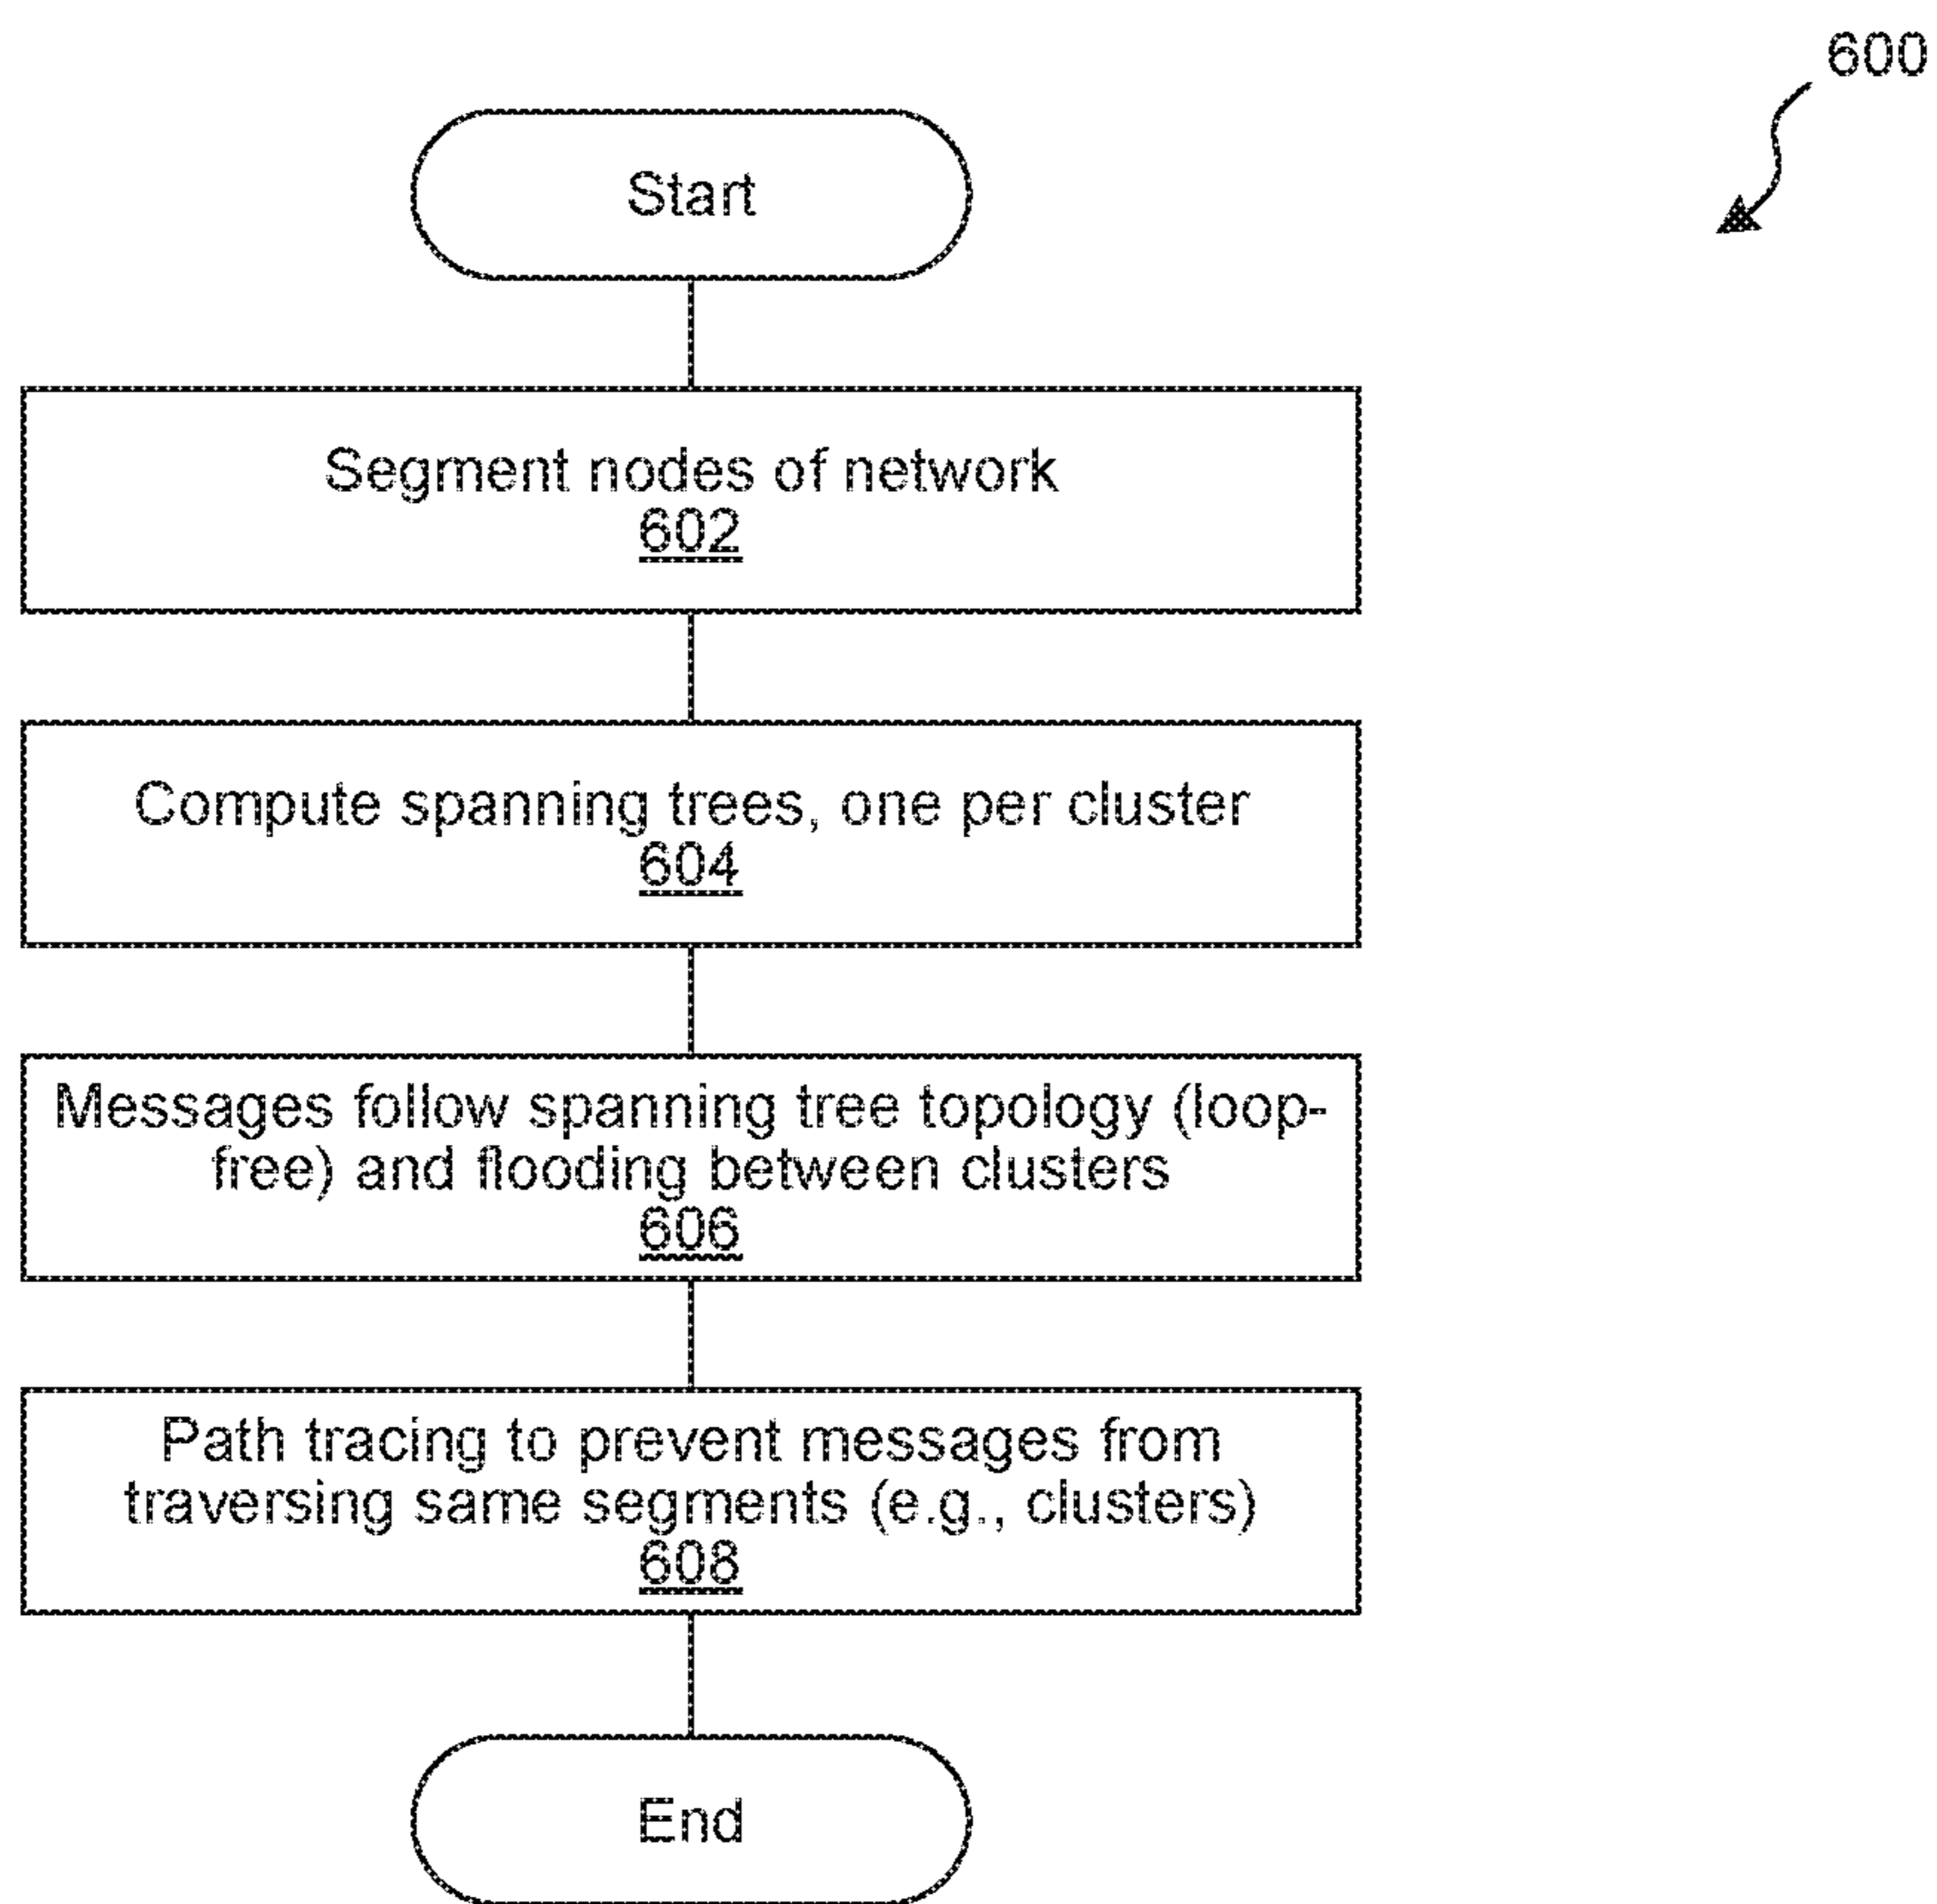 600
Start
Segment nodes of network
602
Compute spanning trees, one per cluster
604
Messages follow spanning tree topology (loop-
free) and flooding between clusters
606
Path tracing to prevent messages from
traversing same segments (e.g., clusters)
608
End